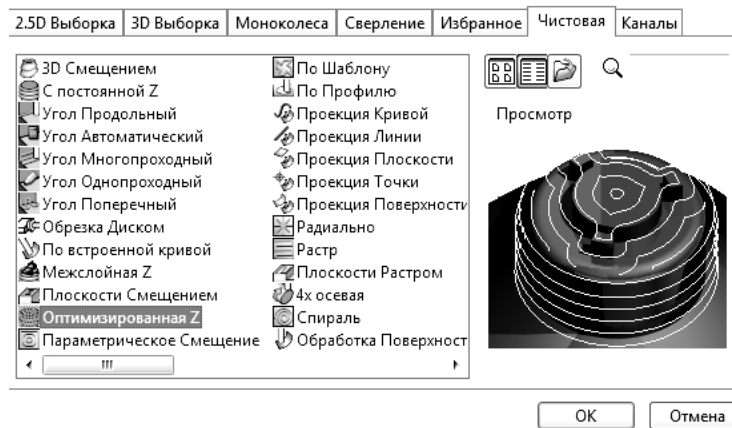 2.5D Выборка 3D Выборка Моноколеса Сверление Избранное Чистовая Каналы
3D Смещением
С постоянной Z
Угол Продольный
Угол Автоматический
Угол Многопроходный
Угол Однопроходный
Угол Поперечный
Обрезка Диском
По встроенной кривой
Межслойная Z
Плоскости Смещением
Оптимизированная Z
Параметрическое Смещение
По Шаблону
По Профилю
Проекция Кривой
Проекция Линии
Проекция Плоскости
Проекция Точки
Проекция Поверхности
Радиально
Растр
Плоскости Растром
4х осевая
Спираль
Обработка Поверхност
Просмотр
OK Отмена